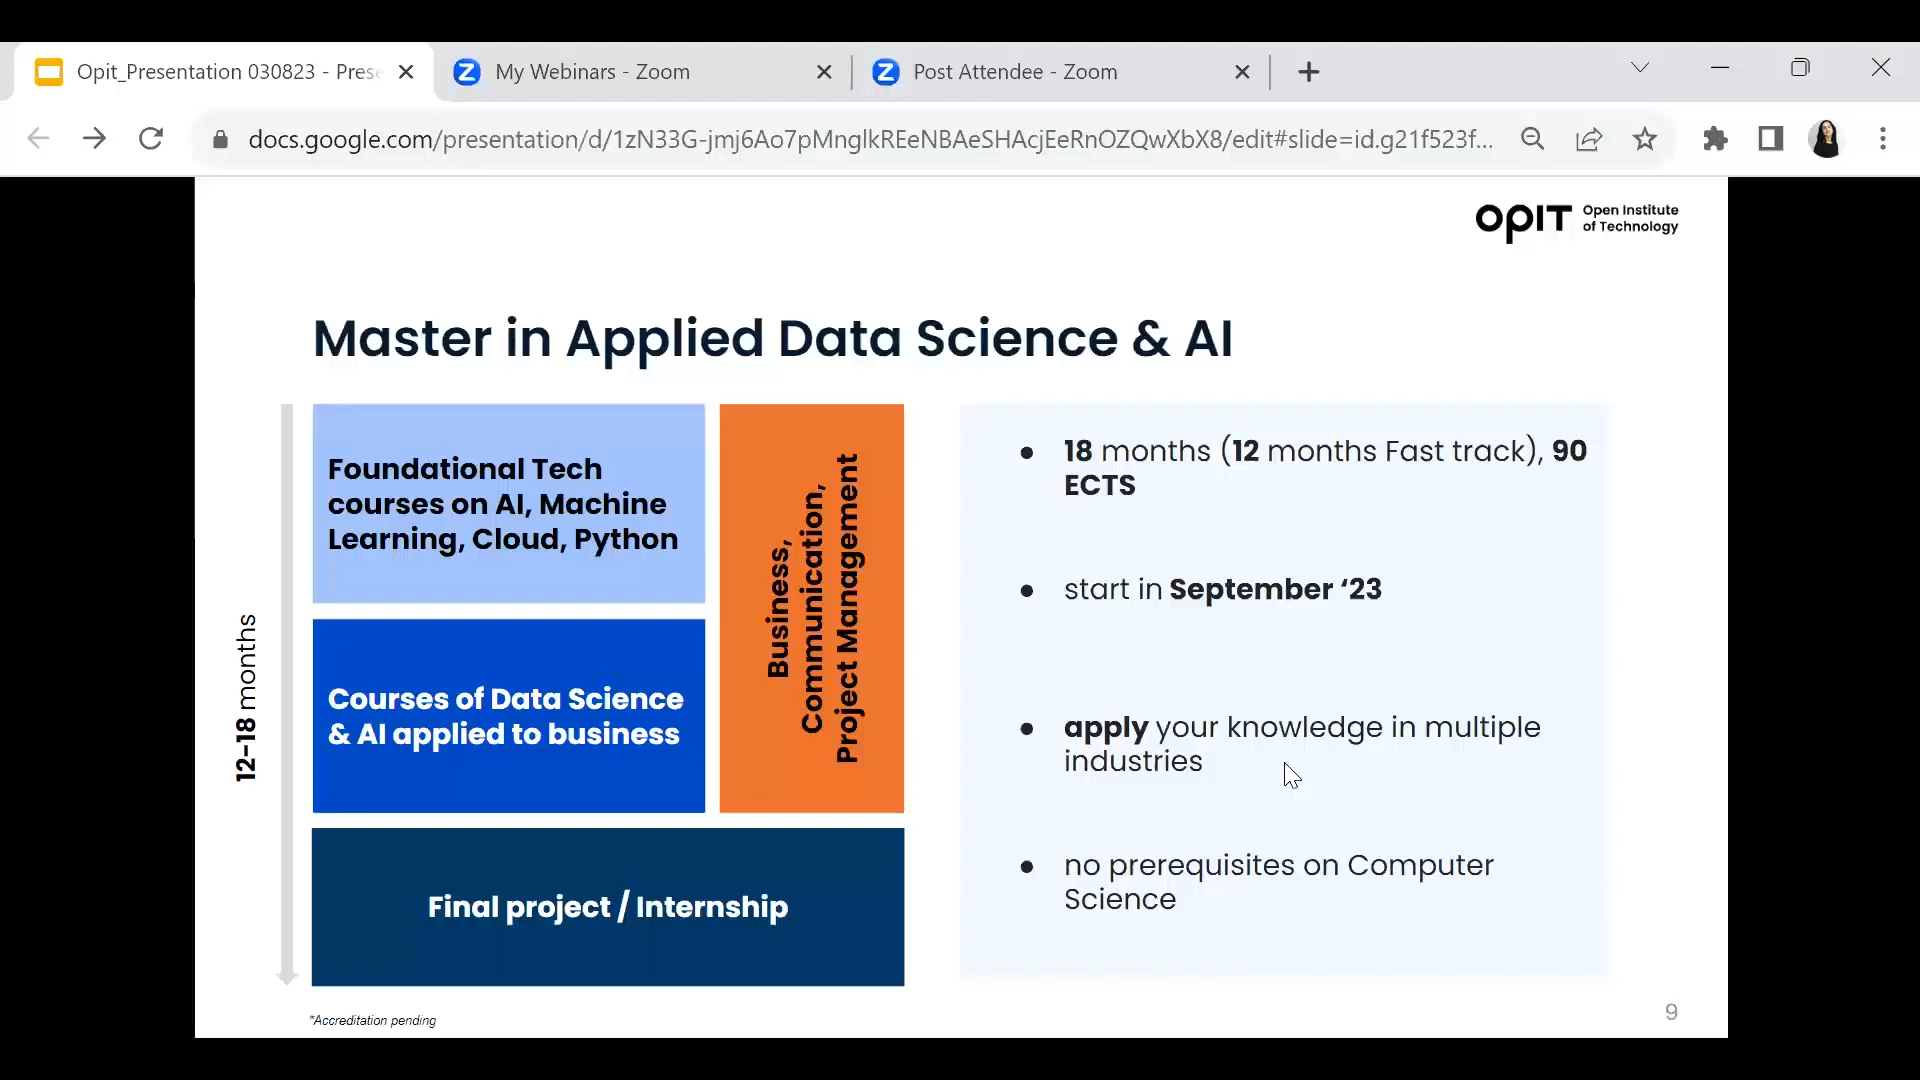 Opit_Presentation 030823 - Prese
My Webinars - Zoom
Post Attendee - Zoom
docs.google.com/presentation/d/1zN33G-jmj6Ao7pMnglkREeNBAeSHAcjEeRnOZQwXbX8/edit#slide=id.g21f523f...
opIT
Open Institute
of Technology
Master in Applied Data Science & AI
12-18 months
Foundational Tech
courses on AI, Machine
Learning, Cloud, Python
Courses of Data Science
& AI applied to business
Business,
Communication,
Project Management
Final project / Internship
● 18 months (12 months Fast track), 90
ECTS
● start in September ‘23
● apply your knowledge in multiple
industries
● no prerequisites on Computer
Science
*Accreditation pending
9